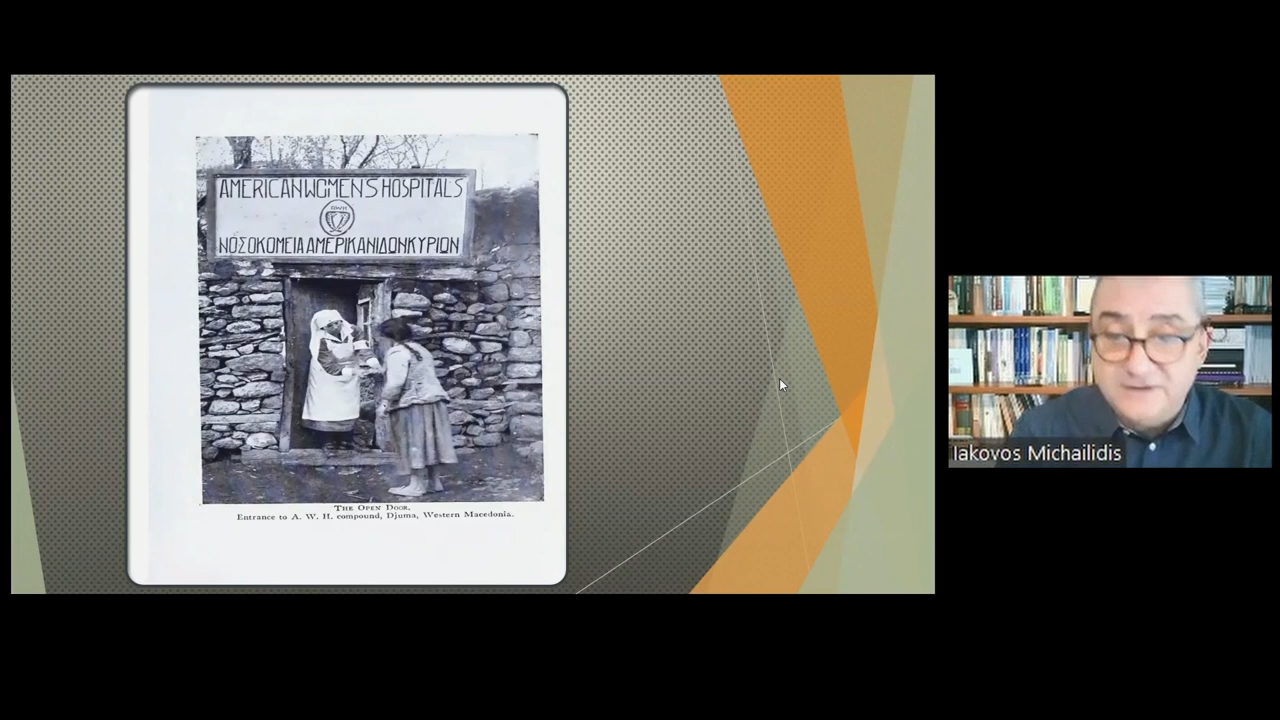 AMERICAN WOMENS HOSPITALS
ΝΟΣΟΚΟΜΕΙΑ ΑΜΕΡΙΚΑΝΙΔΩΝ ΚΥΡΙΩΝ
THE OPEN DOOR.
Entrance to A. W. H. compound, Djuma, Western Macedonia.
Iakovos Michailidis